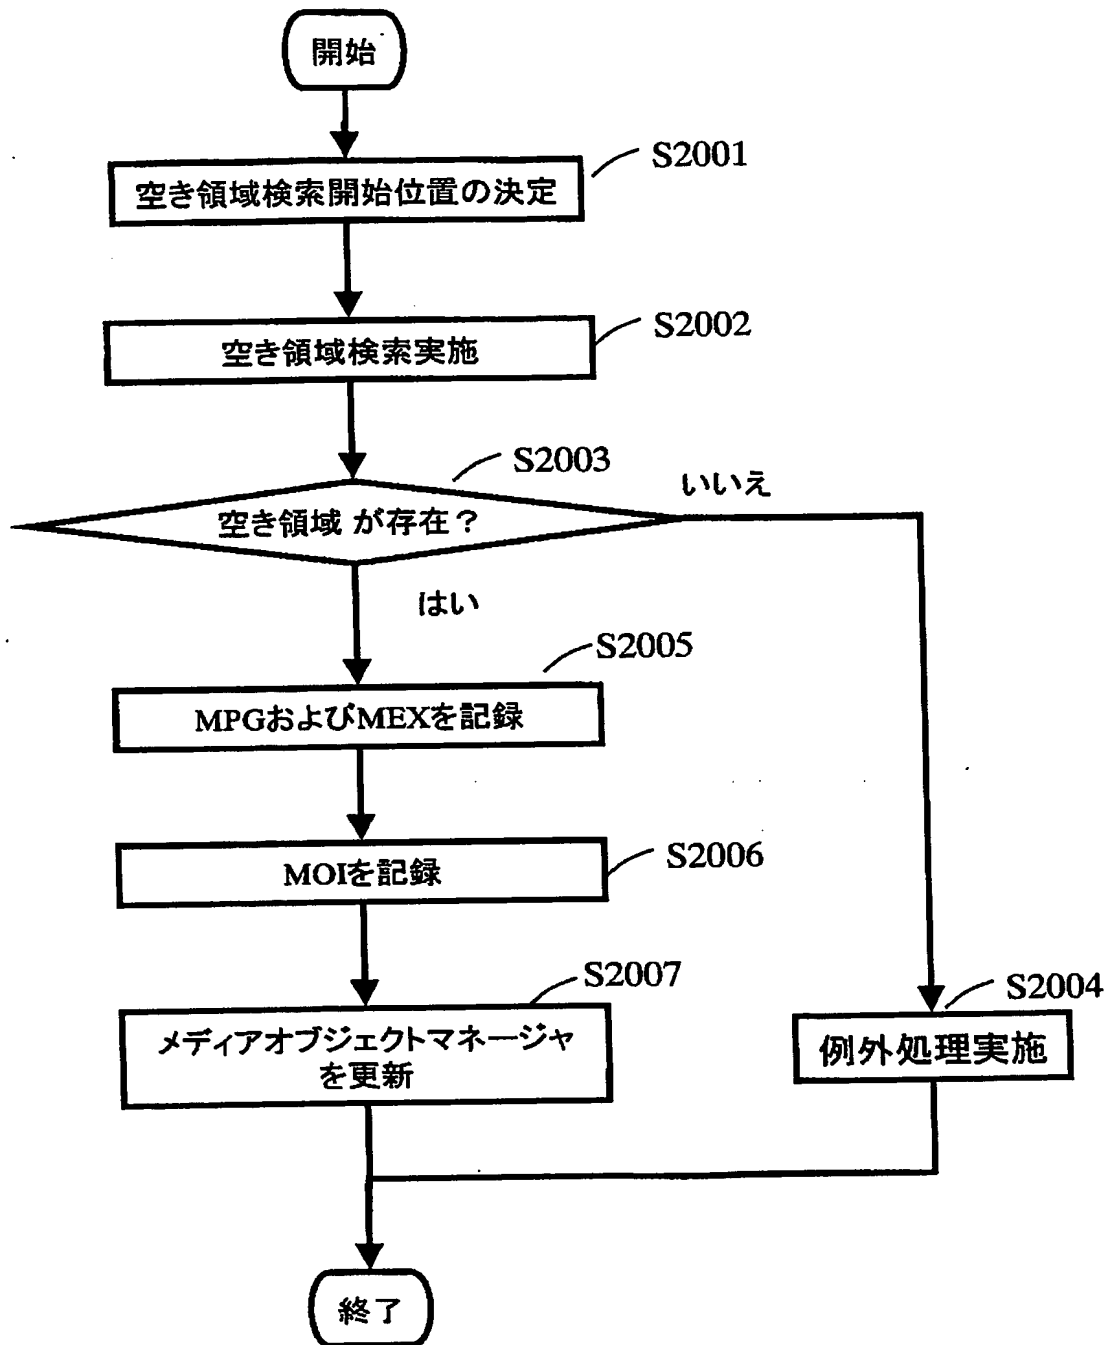 開始
S2001
空き領域検索開始位置の決定
S2002
空き領域検索実施
S2003
いいえ
空き領域 が存在？
はい
S2005
MPGおよびMEXを記録
S2006
MOIを記録
S2007
メディアオブジェクトマネージャ
を更新
S2004
例外処理実施
終了